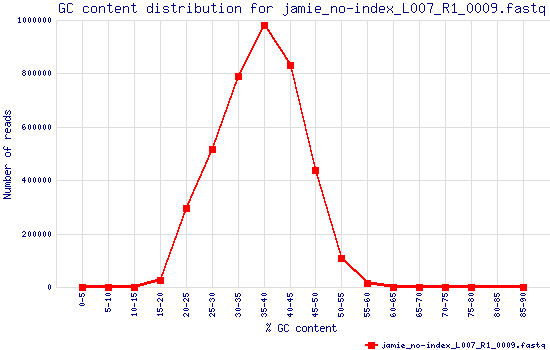 GC content distribution for jamie_no-index_L007_R1_0009.fastq
Number of reads
1000000
800000
600000
400000
200000
0
0-5 5-10 10-15 15-20 20-25 25-30 30-35 35-40 40-45 45-50 50-55 55-60 60-65 65-70 70-75 75-80 80-85 85-90
% GC content
jamie_no-index_L007_R1_0009.fastq